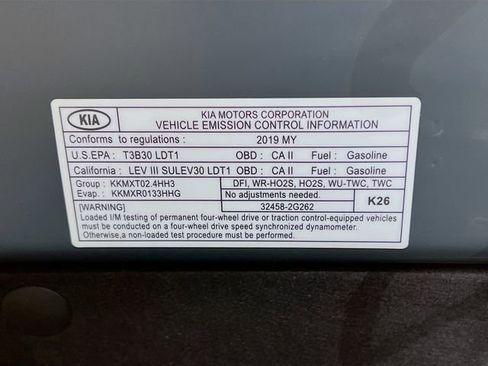 KIA
KIA MOTORS CORPORATION
VEHICLE EMISSION CONTROL INFORMATION
Conforms to regulations : 2019 MY
U.S.EPA : T3B30 LDT1 OBD : CA II Fuel : Gasoline
California : LEV III SULEV30 LDT1 OBD : CA II Fuel : Gasoline
Group : KKMXT02.4HH3 DFI, WR-HO2S, HO2S, WU-TWC, TWC
Evap. : KKMXR0133HHG No adjustments needed. K26
[WARNING] 32458-2G262
Loaded I/M testing of permanent four-wheel drive or traction control-equipped vehicles
must be conducted on a four-wheel drive speed synchronized dynamometer.
Otherwise,a non-loaded test procedure must be conducted.